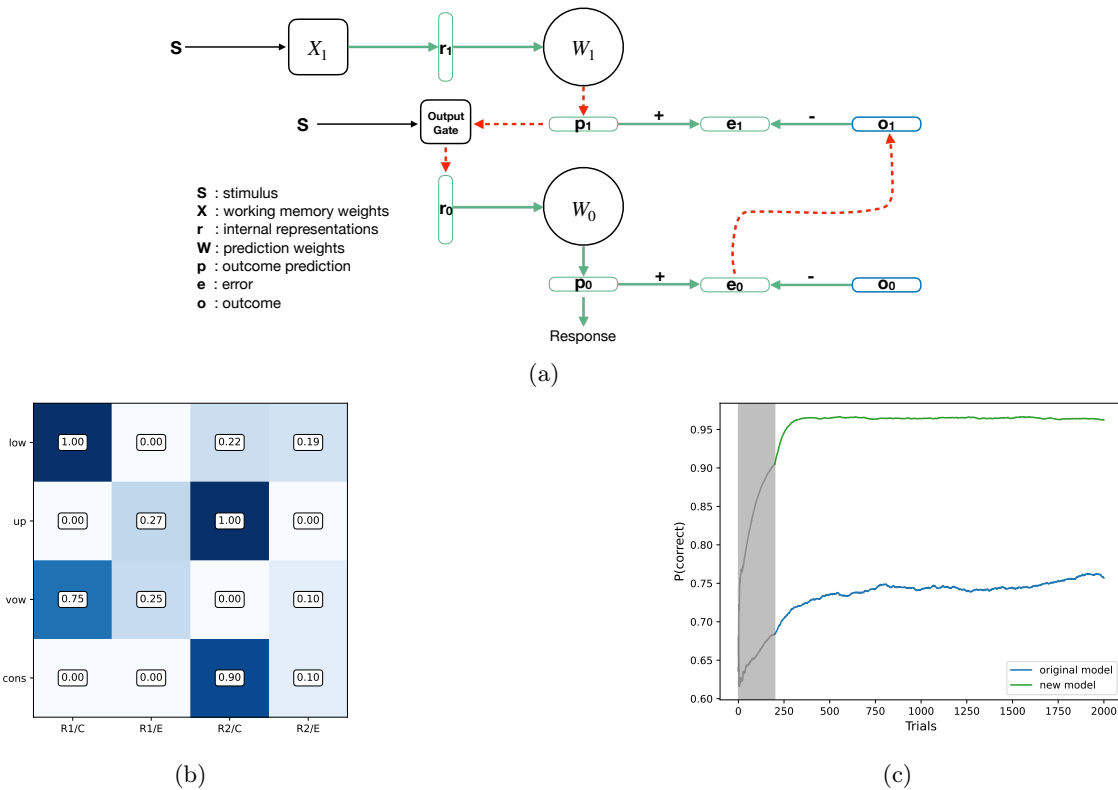 S
X1
r1
W1
S
Output
Gate
p1
+
e1
-
o1
S : stimulus
X : working memory weights
r : internal representations
W : prediction weights
p : outcome prediction
e : error
o : outcome
r0
W0
p0
+
e0
-
o0
Response
(a)
low
1.00
0.00
0.22
0.19
up
0.00
0.27
1.00
0.00
vow
0.75
0.25
0.00
0.10
cons
0.00
0.00
0.90
0.10
R1/C
R1/E
R2/C
R2/E
(b)
P(correct)
0.95
0.90
0.85
0.80
0.75
0.70
0.65
0.60
original model
new model
0
250
500
750
1000
1250
1500
1750
2000
Trials
(c)